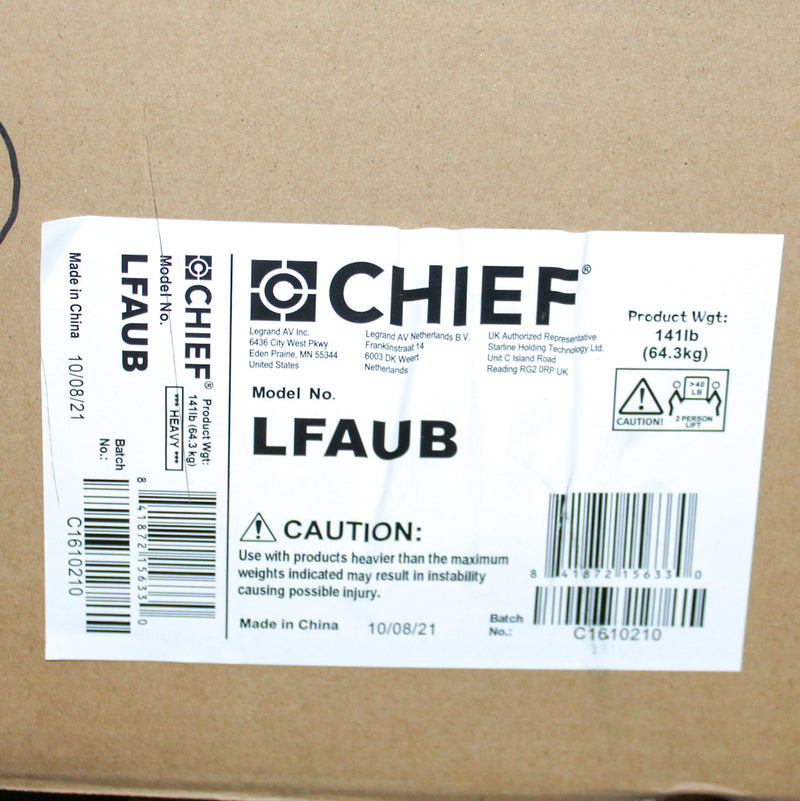 CHIEF®
Legrand AV Inc.
6436 City West Pkwy
Eden Prairie, MN 55344
United States
Legrand AV Netherlands B.V.
Franklinstraat 14
6003 DK Weert
Netherlands
UK Authorized Representative
Starline Holding Technology Ltd.
Unit C Island Road
Reading RG2 0RP UK
Product Wgt:
141lb
(64.3kg)
CAUTION!
>40
LB
2 PERSON
LIFT
Model No.
LFAUB
CAUTION:
Use with products heavier than the maximum
weights indicated may result in instability
causing possible injury.
Made in China 10/08/21
8 41872 15633 0
Batch
No.:
C1610210
CHIEF®
Product Wgt:
141lb (64.3 kg)
*** HEAVY ***
Model No.
LFAUB
8 41872 15633 0
Made in China 10/08/21
Batch
No.:
C1610210